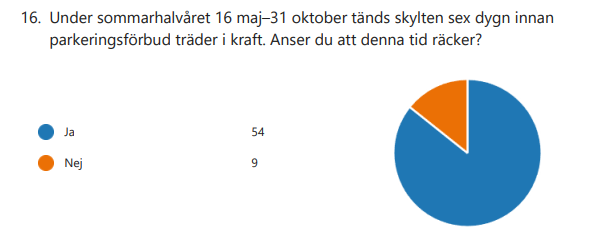 16. Under sommarhalvåret 16 maj–31 oktober tänds skylten sex dygn innan
parkeringsförbud träder i kraft. Anser du att denna tid räcker?
Ja 54
Nej 9